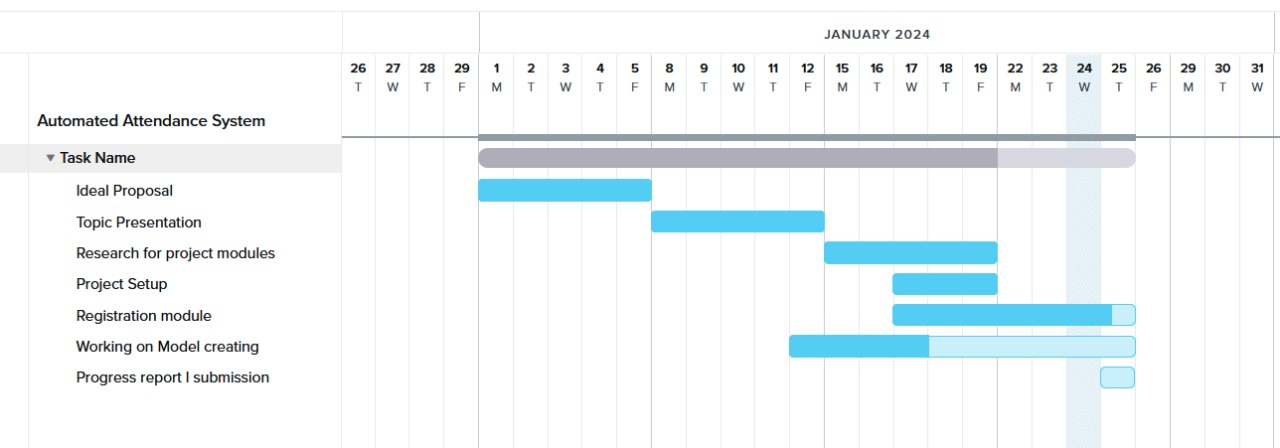 JANUARY 2024
26 27 28 29 1 2 3 4 5 8 9 10 11 12 15 16 17 18 19 22 23 24 25 26 29 30 31
T W T F M T W T F M T W T F M T W T F M T W T F M T W
Automated Attendance System
Task Name
Ideal Proposal
Topic Presentation
Research for project modules
Project Setup
Registration module
Working on Model creating
Progress report I submission